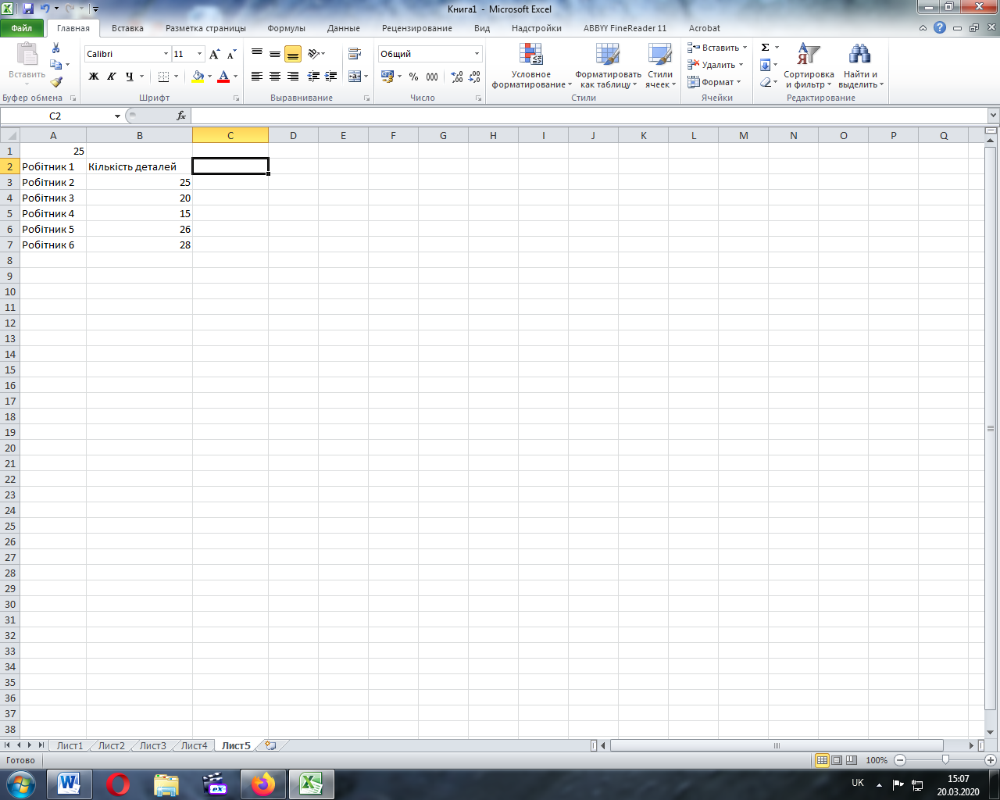 Книга1 - Microsoft Excel
Файл Главная Вставка Разметка страницы Формулы Данные Рецензирование Вид Надстройки ABBYY FineReader 11 Acrobat
Вставить
Буфер обмена
Calibri 11
Ж К Ч А
Шрифт
Выравнивание
Общий
% 000
Число
Условное форматирование
Форматировать как таблицу
Стили ячеек
Стили
Вставить
Удалить
Формат
Ячейки
Σ
Сортировка и фильтр
Найти и выделить
Редактирование
C2 fx
A B C D E F G H I J K L M N O P Q
1 25
2 Робітник 1 Кількість деталей
3 Робітник 2 25
4 Робітник 3 20
5 Робітник 4 15
6 Робітник 5 26
7 Робітник 6 28
8
9
10
11
12
13
14
15
16
17
18
19
20
21
22
23
24
25
26
27
28
29
30
31
32
33
34
35
36
37
38
Лист1 Лист2 Лист3 Лист4 Лист5
Готово 100%
UK 15:07
20.03.2020